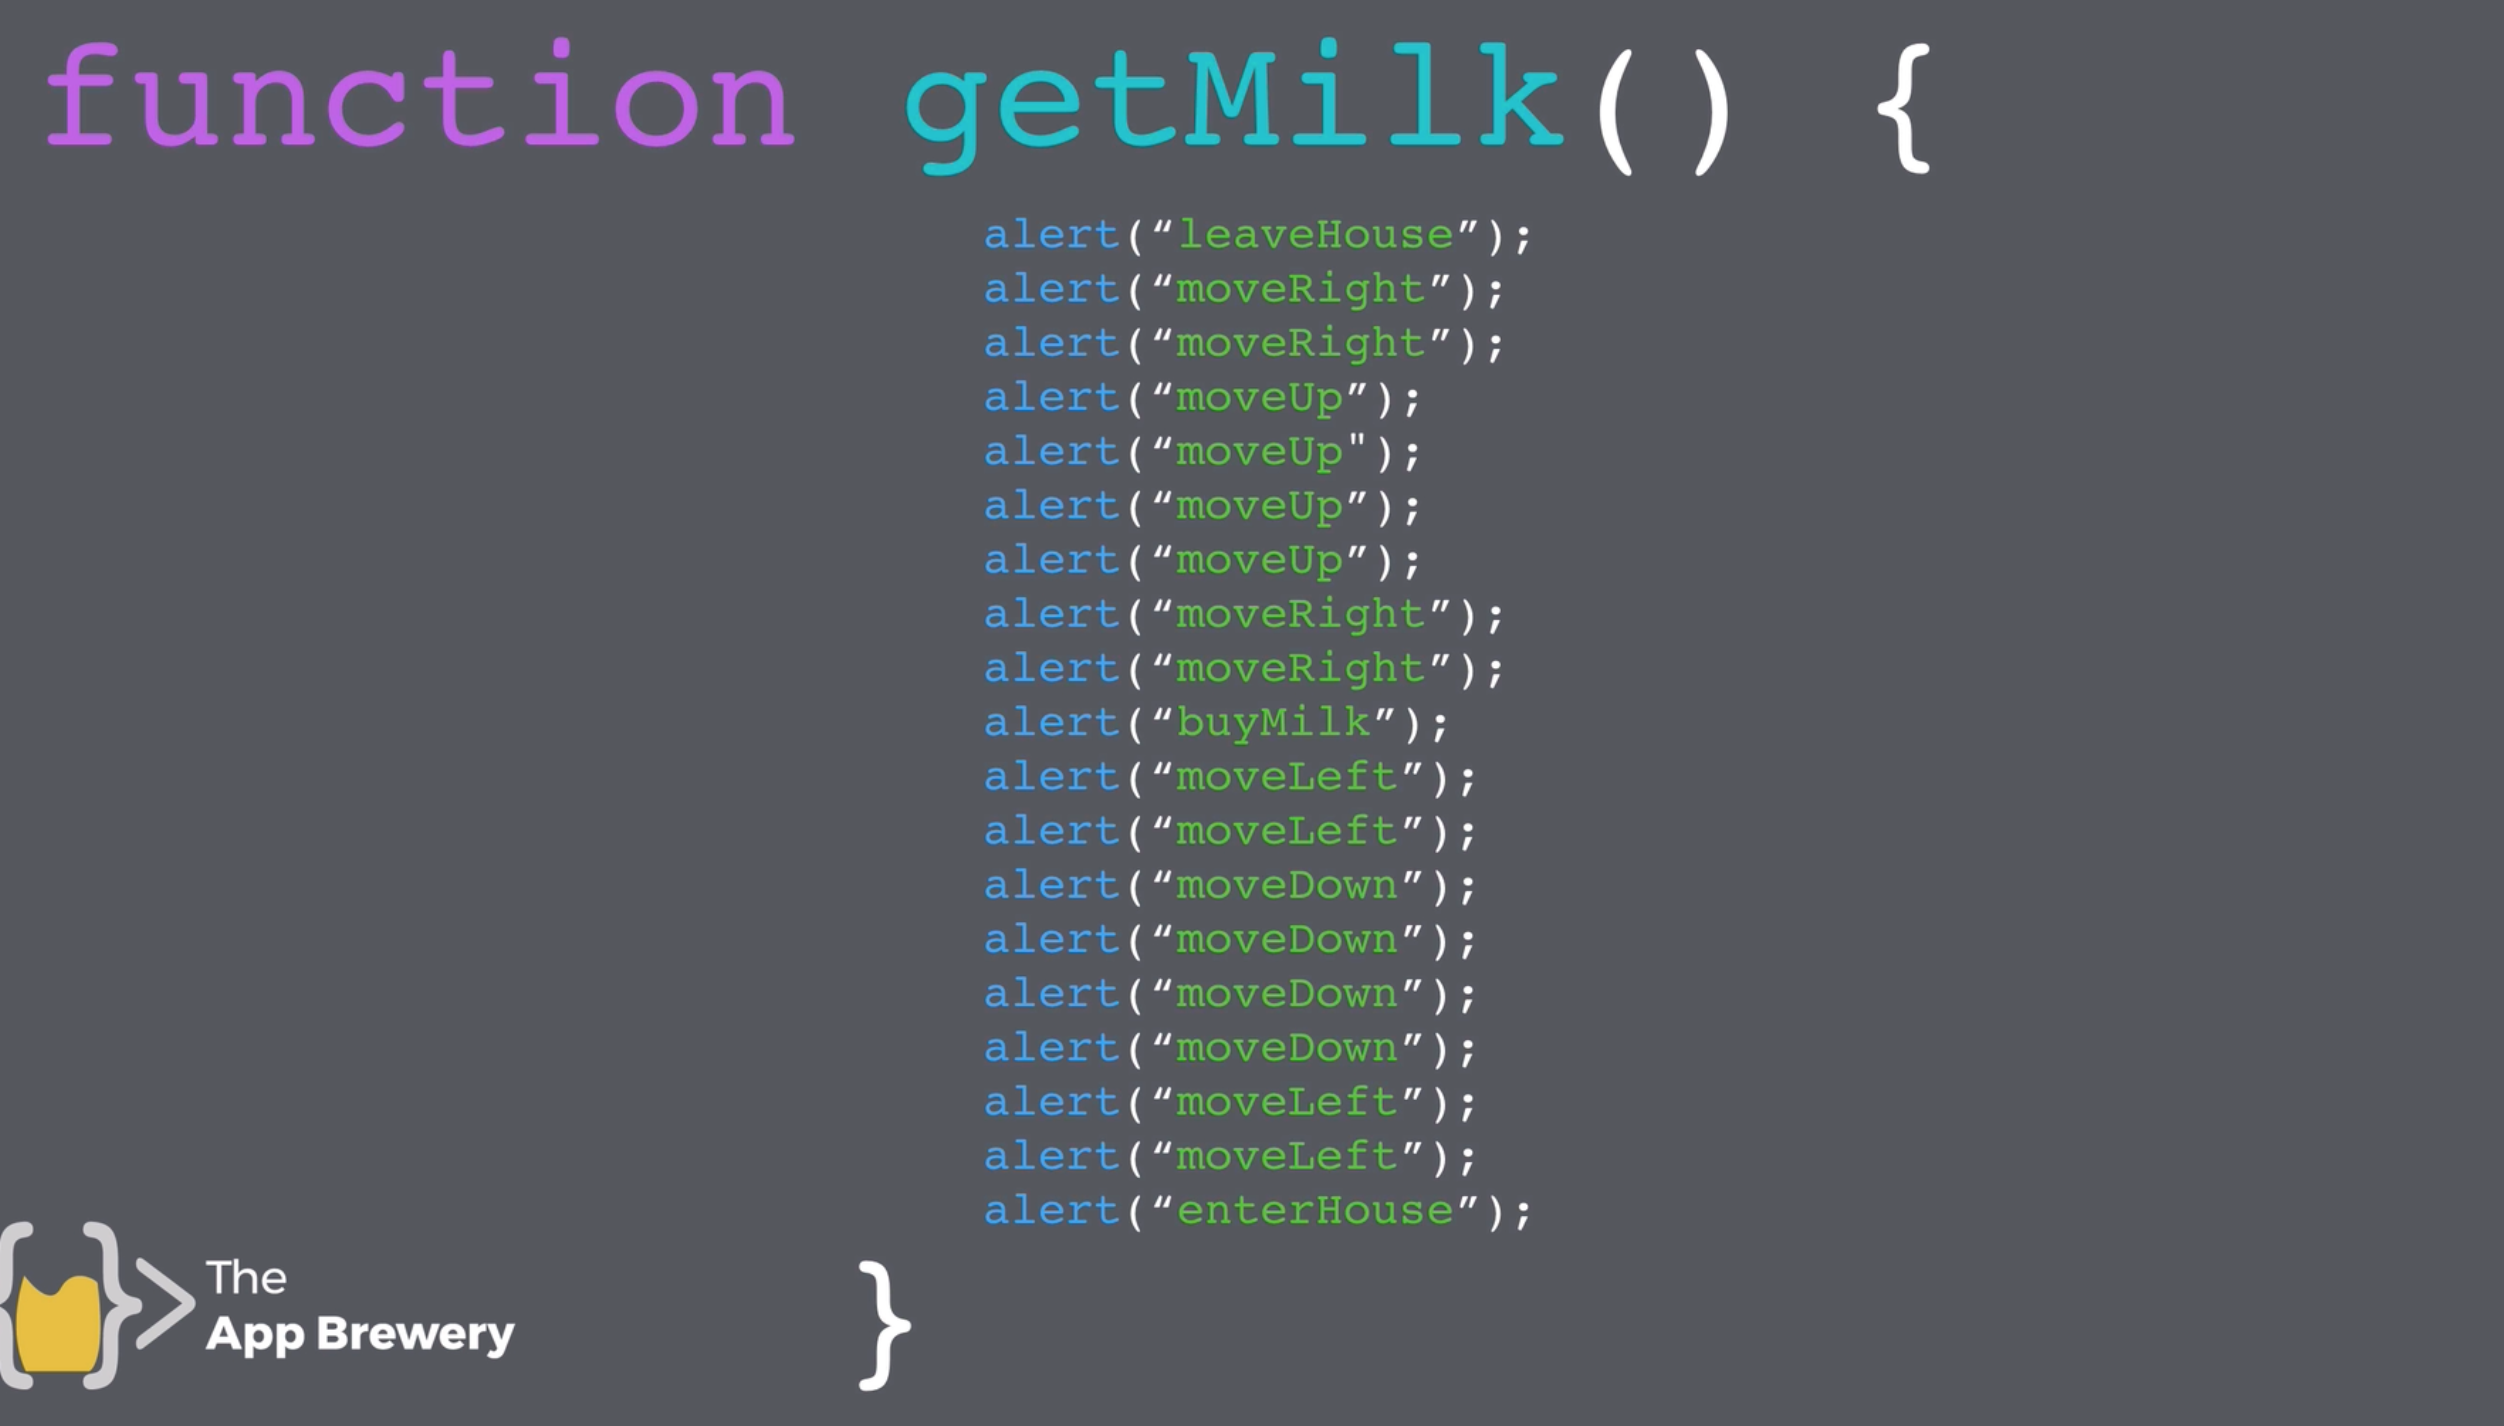 function getMilk() {
alert(“leaveHouse”);
alert(“moveRight”);
alert(“moveRight”);
alert(“moveUp”);
alert(“moveUp");
alert(“moveUp”);
alert(“moveUp”);
alert(“moveRight”);
alert(“moveRight”);
alert(“buyMilk”);
alert(“moveLeft”);
alert(“moveLeft”);
alert(“moveDown”);
alert(“moveDown”);
alert(“moveDown”);
alert(“moveDown”);
alert(“moveLeft”);
alert(“moveLeft”);
alert(“enterHouse”);
}
The
App Brewery